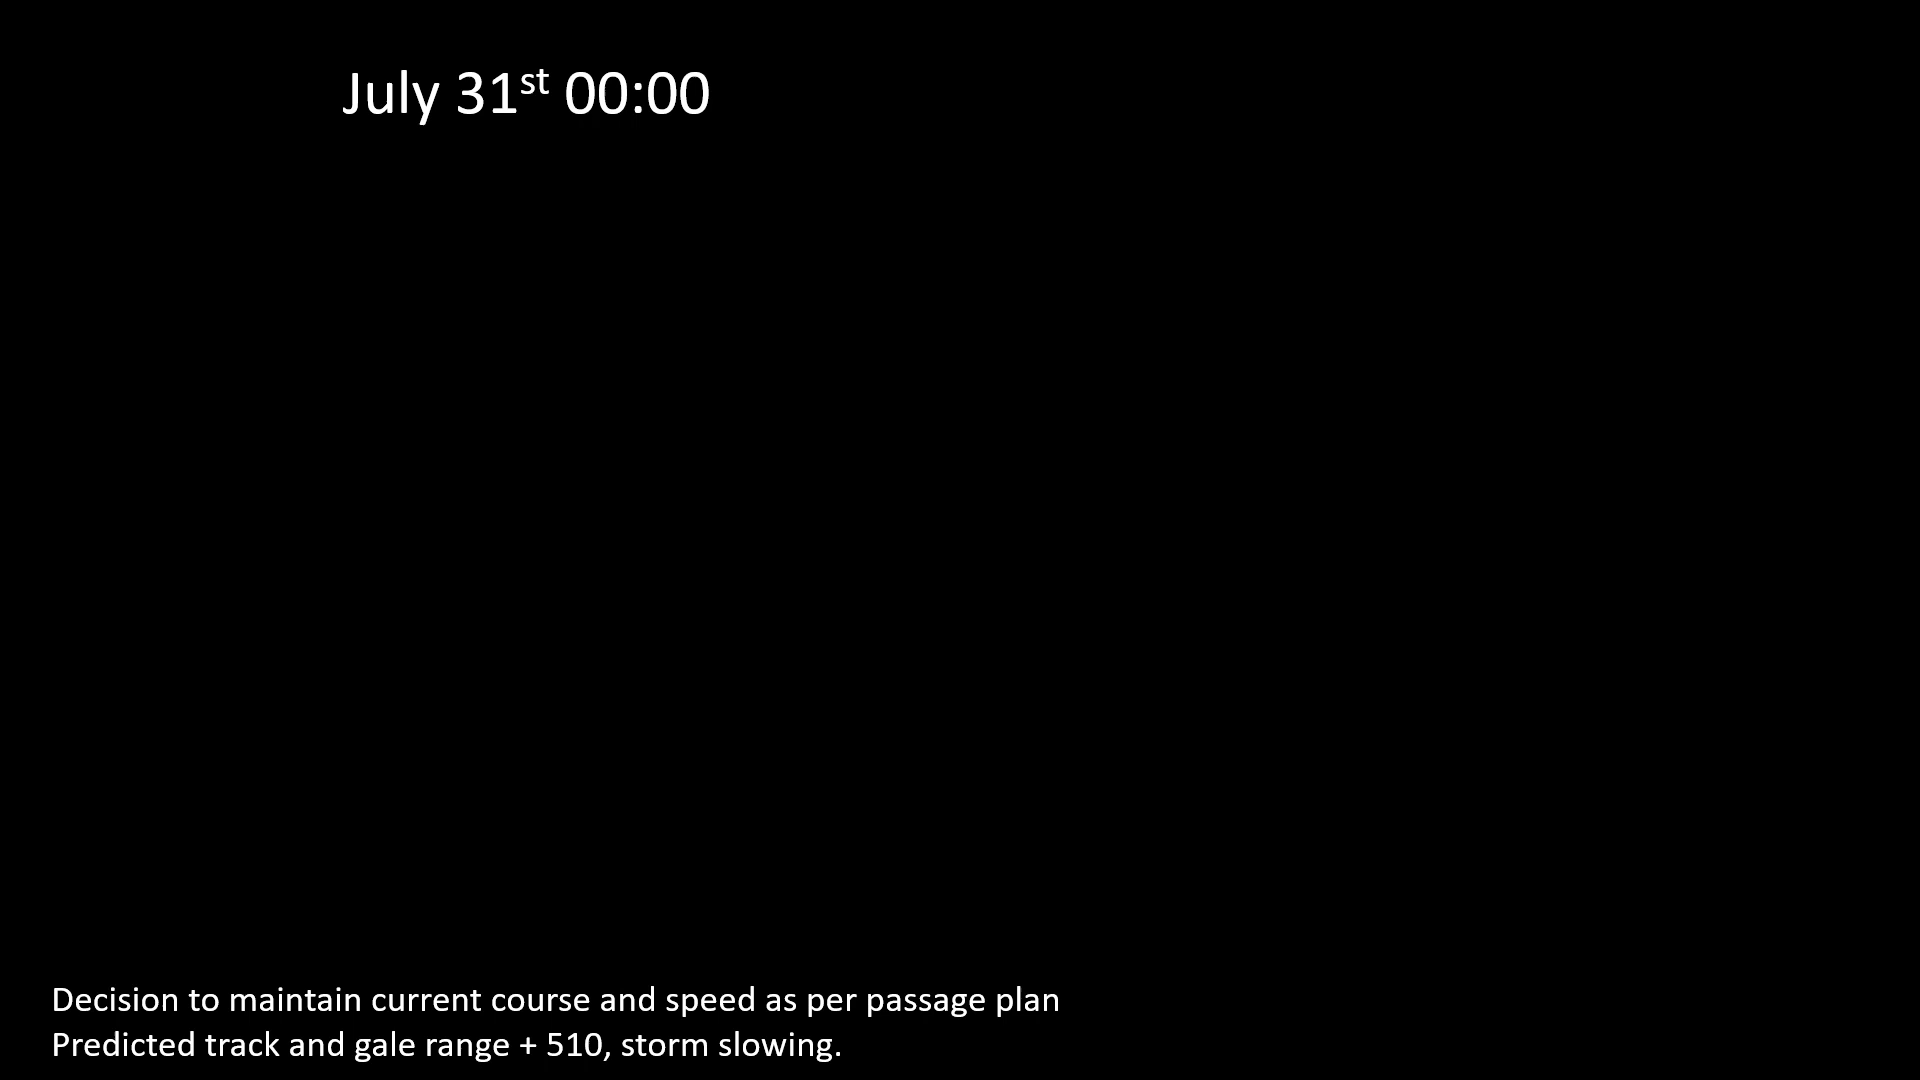 July 31st 00:00
Decision to maintain current course and speed as per passage plan
Predicted track and gale range + 510, storm slowing.